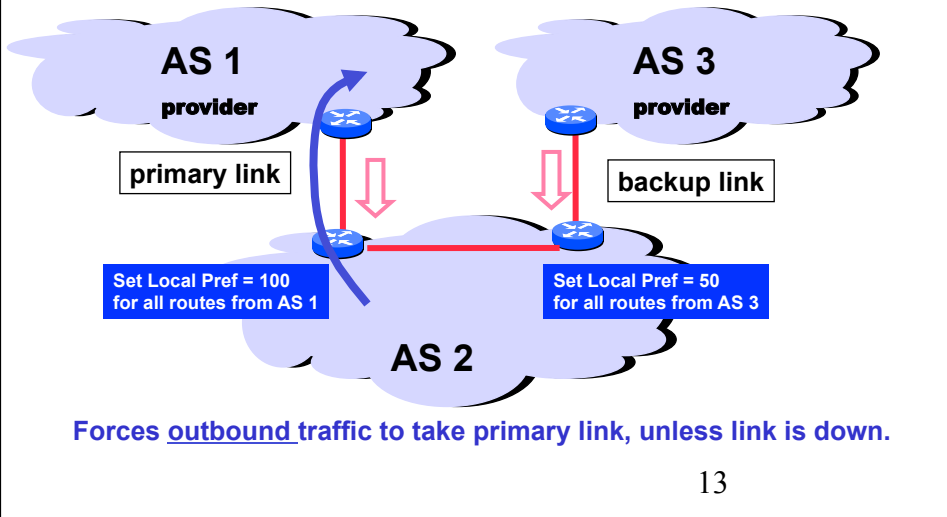 AS 1
provider
AS 3
provider
primary link
backup link
Set Local Pref = 100
for all routes from AS 1
Set Local Pref = 50
for all routes from AS 3
AS 2
Forces outbound traffic to take primary link, unless link is down.
13